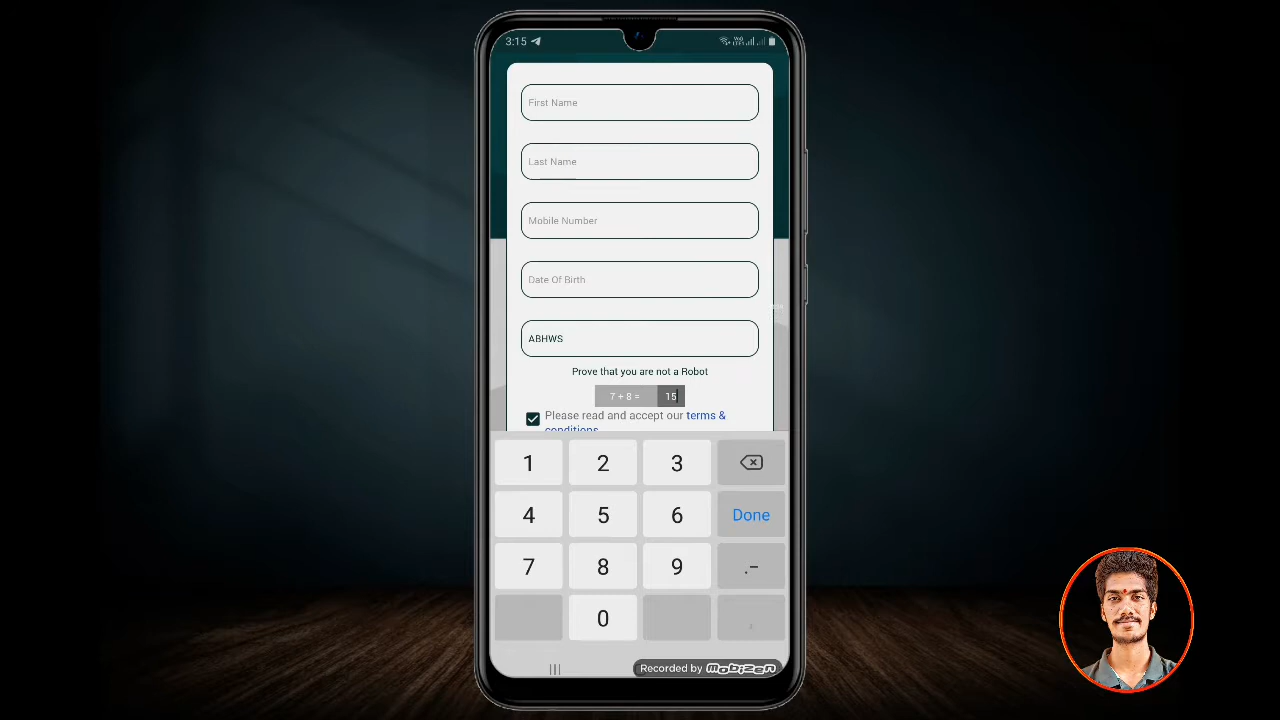 3:15
First Name
Last Name
Mobile Number
Date Of Birth
ABHWS
Prove that you are not a Robot
7 + 8 = 15
Please read and accept our terms &
conditions
1 2 3
4 5 6 Done
7 8 9 .-
0 ,
Recorded by mobizen